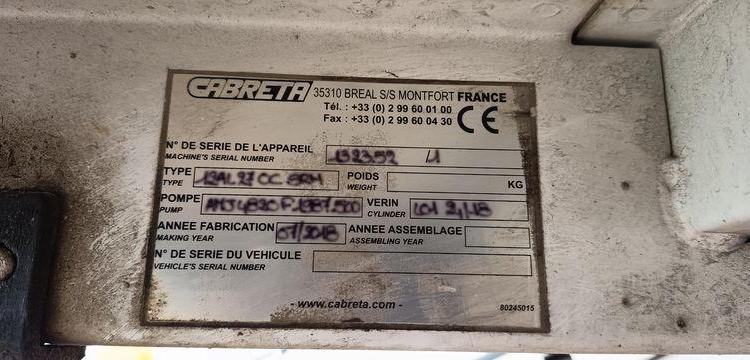 CABRETA 35310 BREAL S/S MONTFORT FRANCE
Tél. : +33 (0) 2 99 60 01 00
Fax : +33 (0) 2 99 60 04 30
CE
N° DE SERIE DE L'APPAREIL
MACHINE'S SERIAL NUMBER
132352
TYPE
TYPE
POIDS
WEIGHT
KG
POMPE
PUMP
VERIN
CYLINDER
ANNEE FABRICATION
MAKING YEAR
07/2018
ANNEE ASSEMBLAGE
ASSEMBLING YEAR
N° DE SERIE DU VEHICULE
VEHICLE'S SERIAL NUMBER
- www.cabreta.com -
80245015